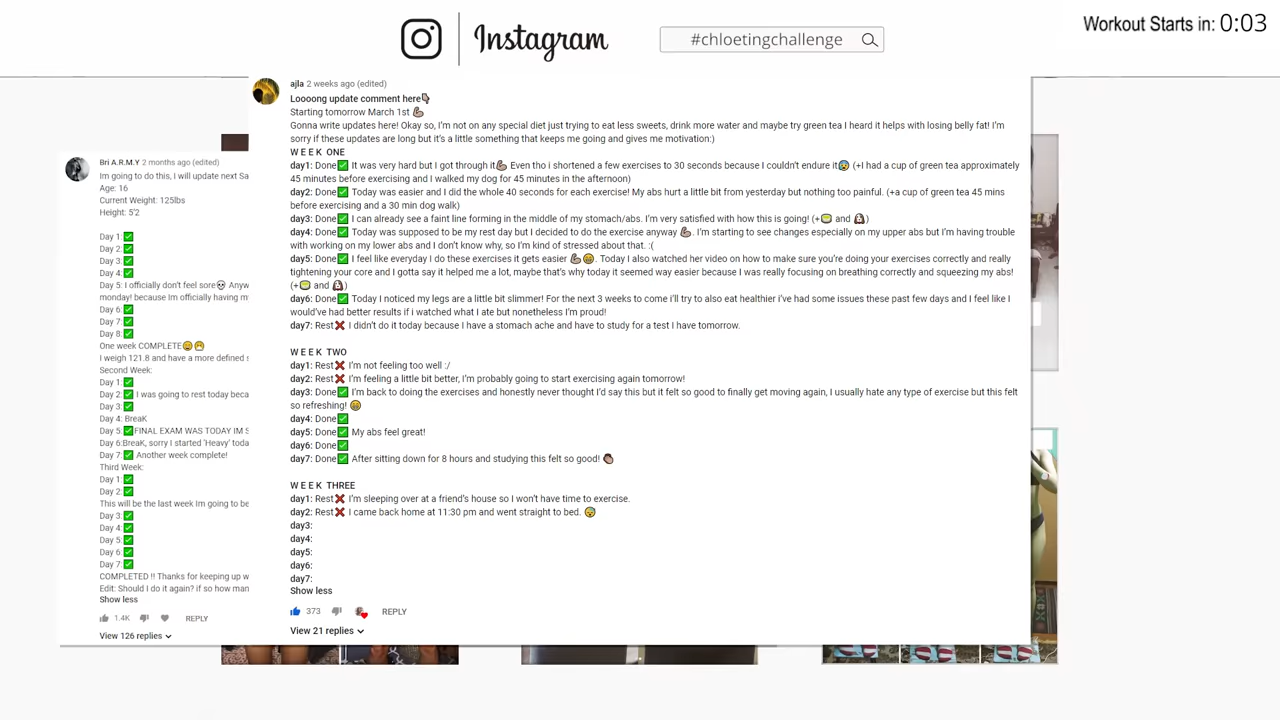 Instagram
#chloetingchallenge
Workout Starts in: 0:03
Bri A.R.M.Y 2 months ago (edited)
Im going to do this, I will update next Sa
Age: 16
Current Weight: 125lbs
Height: 5'2
Day 1:✅
Day 2:✅
Day 3:✅
Day 4:✅
Day 5: I officially don't feel sore💀 Anyw
monday! because Im officially having m
Day 6:✅
Day 7:✅
Day 8:✅
One week COMPLETE😄😁
I weigh 121.8 and have a more defined s
Second Week:
Day 1:✅
Day 2:✅ I was going to rest today beca
Day 3:✅
Day 4: BreaK
Day 5:✅FINAL EXAM WAS TODAY IM S
Day 6:BreaK, sorry I started 'Heavy' toda
Day 7:✅ Another week complete!
Third Week:
Day 1:✅
Day 2:✅
This will be the last week Im going to be
Day 3:✅
Day 4:✅
Day 5:✅
Day 6:✅
Day 7:✅
COMPLETED !! Thanks for keeping up w
Edit: Should I do it again? if so how man
Show less
1.4K REPLY
View 126 replies
ajla 2 weeks ago (edited)
Loooong update comment here👇🏻
Starting tomorrow March 1st 💪🏼
Gonna write updates here! Okay so, I'm not on any special diet just trying to eat less sweets, drink more water and maybe try green tea I heard it helps with losing belly fat! I'm
sorry if these updates are long but it's a little something that keeps me going and gives me motivation:)
W E E K ONE
day1: Done✅ It was very hard but I got through it💪🏼 Even tho i shortened a few exercises to 30 seconds because I couldn't endure it😰 (+I had a cup of green tea approximately
45 minutes before exercising and I walked my dog for 45 minutes in the afternoon)
day2: Done✅ Today was easier and I did the whole 40 seconds for each exercise! My abs hurt a little bit from yesterday but nothing too painful. (+a cup of green tea 45 mins
before exercising and a 30 min dog walk)
day3: Done✅ I can already see a faint line forming in the middle of my stomach/abs. I'm very satisfied with how this is going! (+🍵 and 🐶)
day4: Done✅ Today was supposed to be my rest day but I decided to do the exercise anyway 💪🏼. I'm starting to see changes especially on my upper abs but I'm having trouble
with working on my lower abs and I don't know why, so I'm kind of stressed about that. :(
day5: Done✅ I feel like everyday I do these exercises it gets easier 💪🏼😄. Today I also watched her video on how to make sure you're doing your exercises correctly and really
tightening your core and I gotta say it helped me a lot, maybe that's why today it seemed way easier because I was really focusing on breathing correctly and squeezing my abs!
(+🍵 and 🐶)
day6: Done✅ Today I noticed my legs are a little bit slimmer! For the next 3 weeks to come i'll try to also eat healthier i've had some issues these past few days and I feel like I
would've had better results if i watched what I ate but nonetheless I'm proud!
day7: Rest❌ I didn't do it today because I have a stomach ache and have to study for a test I have tomorrow.
W E E K TWO
day1: Rest❌ I'm not feeling too well :/
day2: Rest❌ I'm feeling a little bit better, I'm probably going to start exercising again tomorrow!
day3: Done✅ I'm back to doing the exercises and honestly never thought I'd say this but it felt so good to finally get moving again, I usually hate any type of exercise but this felt
so refreshing! 😄
day4: Done✅
day5: Done✅ My abs feel great!
day6: Done✅
day7: Done✅ After sitting down for 8 hours and studying this felt so good! 👏🏼
W E E K THREE
day1: Rest❌ I'm sleeping over at a friend's house so I won't have time to exercise.
day2: Rest❌ I came back home at 11:30 pm and went straight to bed. 😴
day3:
day4:
day5:
day6:
day7:
Show less
373 REPLY
View 21 replies